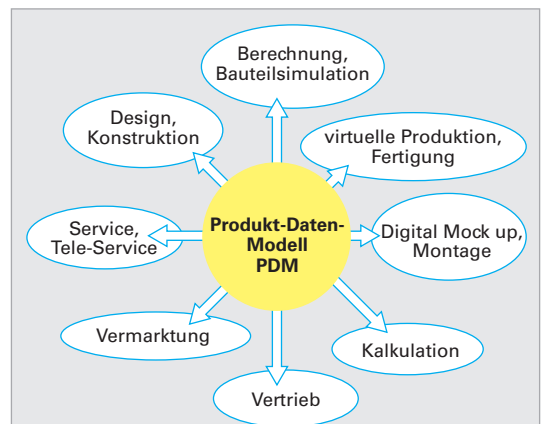 Berechnung,
Bauteilsimulation
Design,
Konstruktion
virtuelle Produktion,
Fertigung
Service,
Tele-Service
Produkt-Daten-
Modell
PDM
Digital Mock up,
Montage
Vermarktung
Kalkulation
Vertrieb